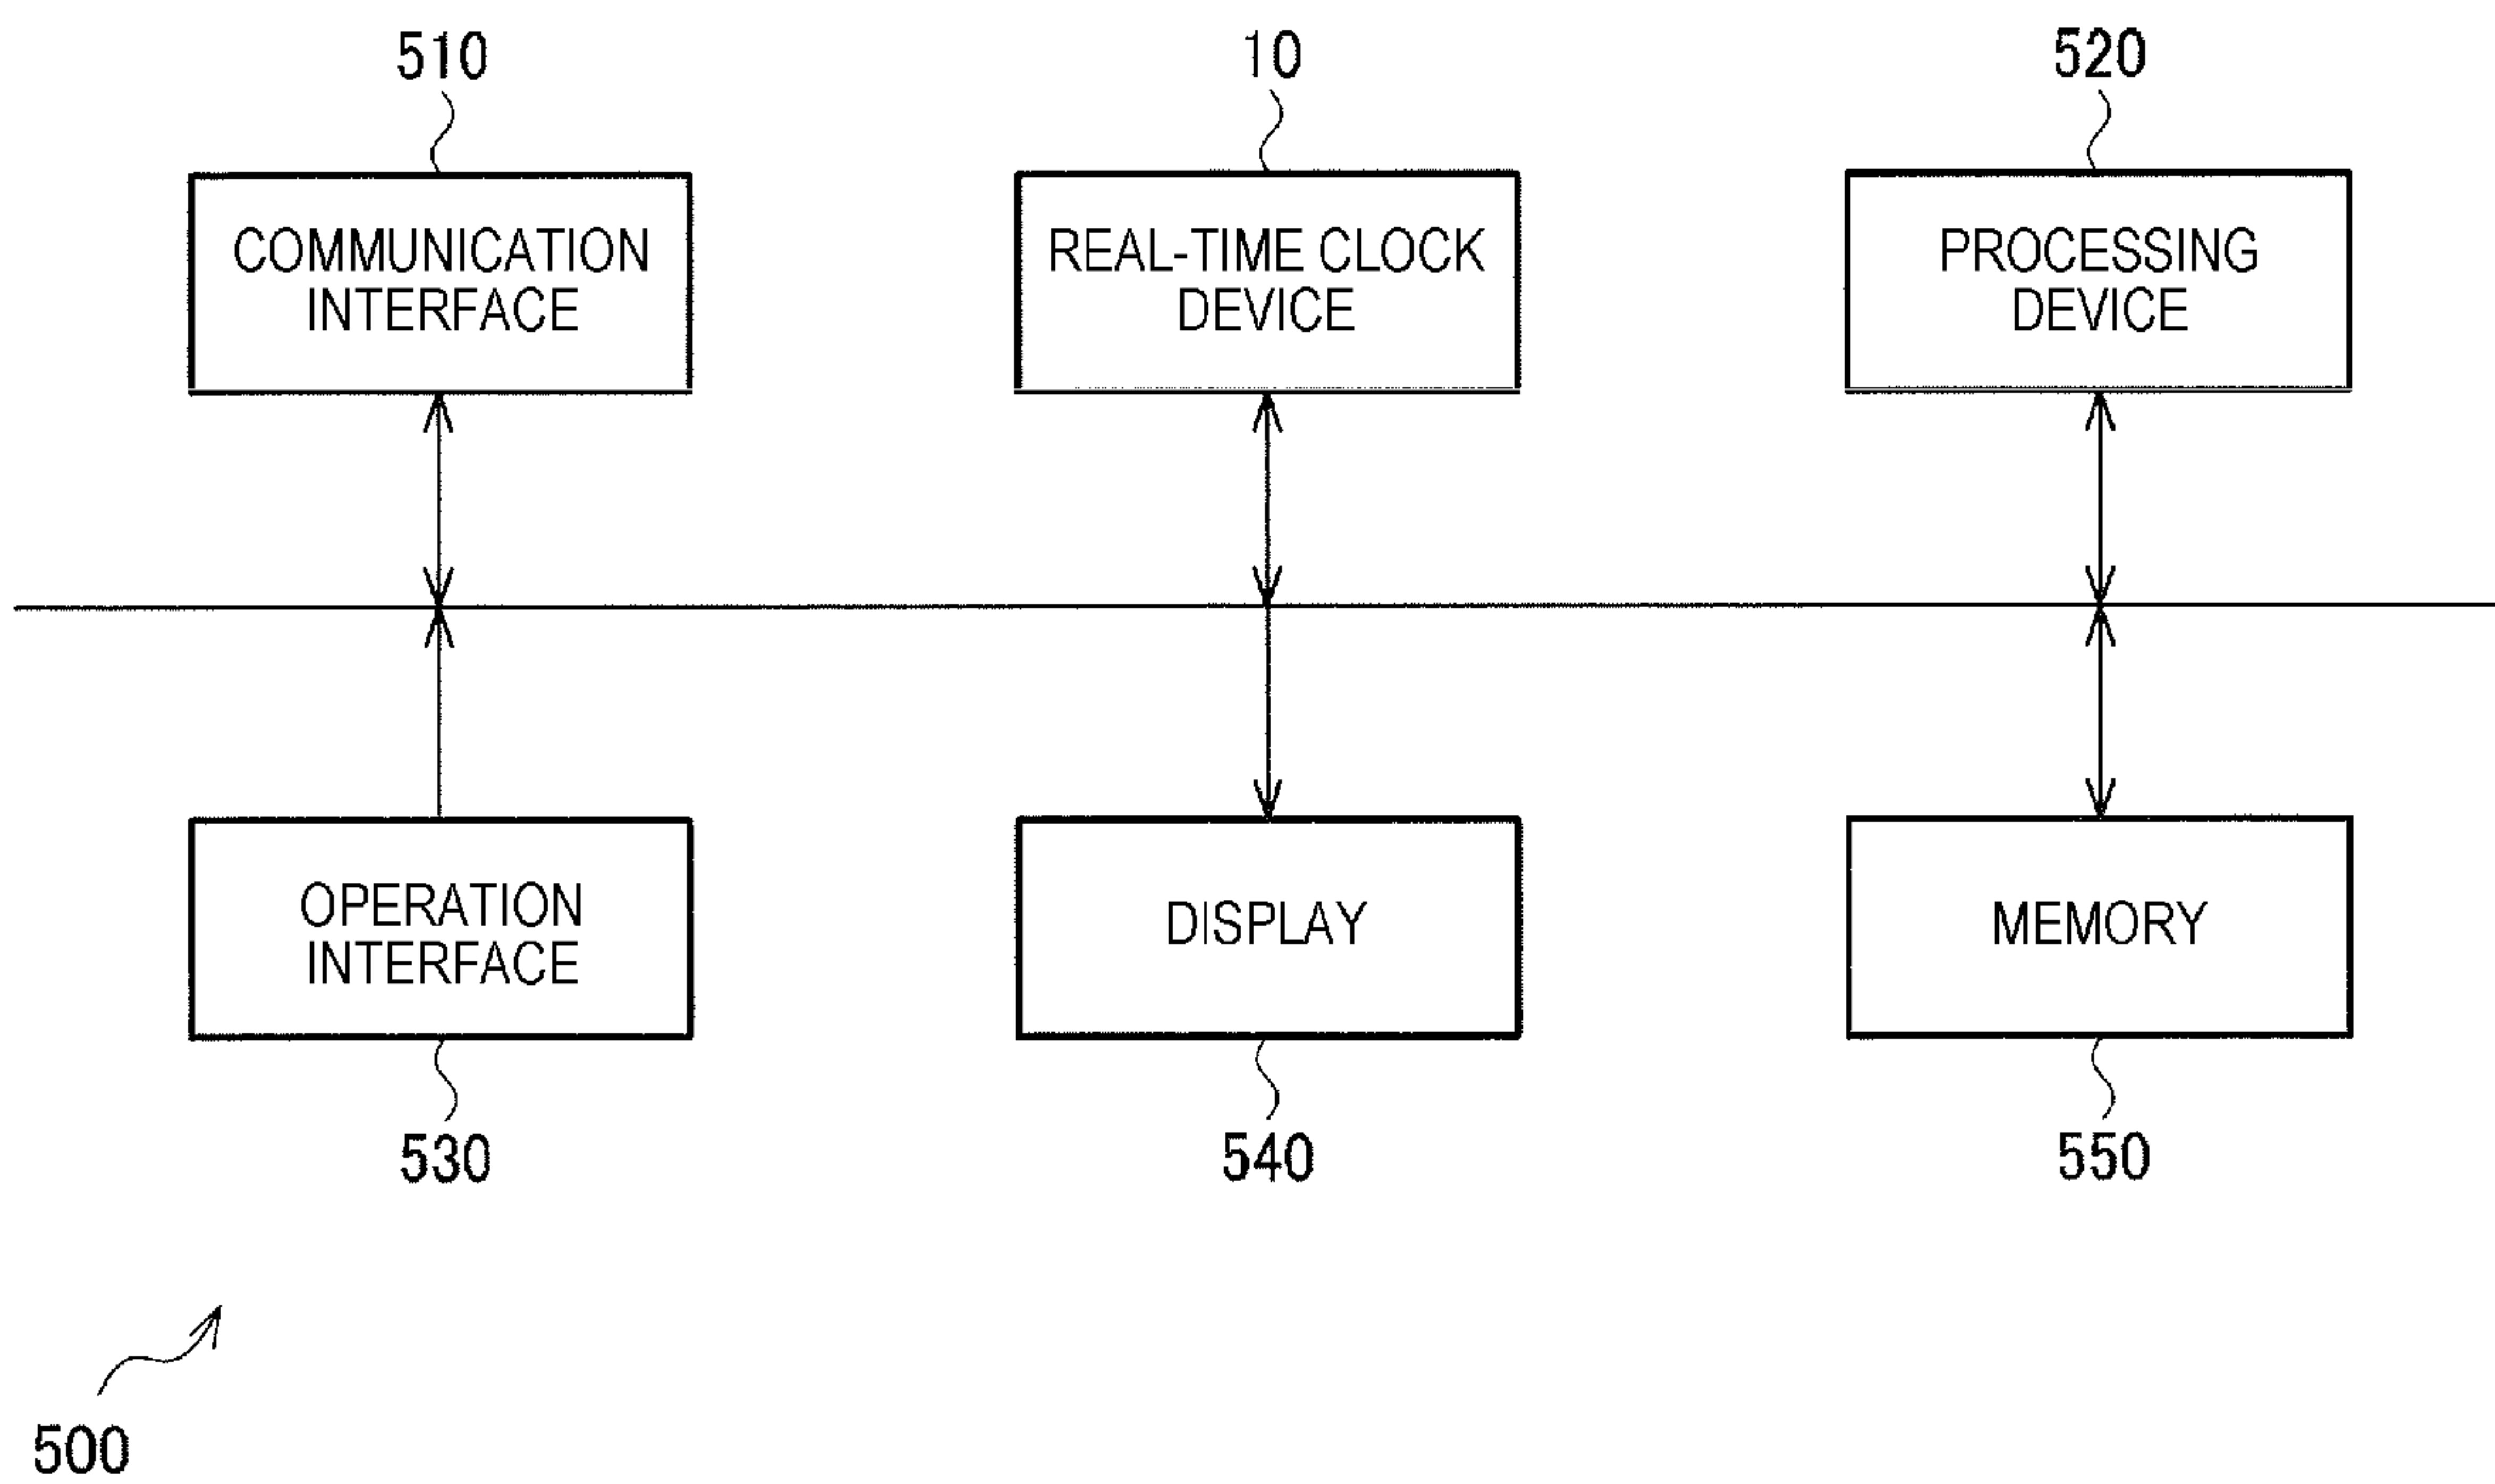 510
10
520
COMMUNICATION
INTERFACE
REAL-TIME CLOCK
DEVICE
PROCESSING
DEVICE
OPERATION
INTERFACE
DISPLAY
MEMORY
530
540
550
500